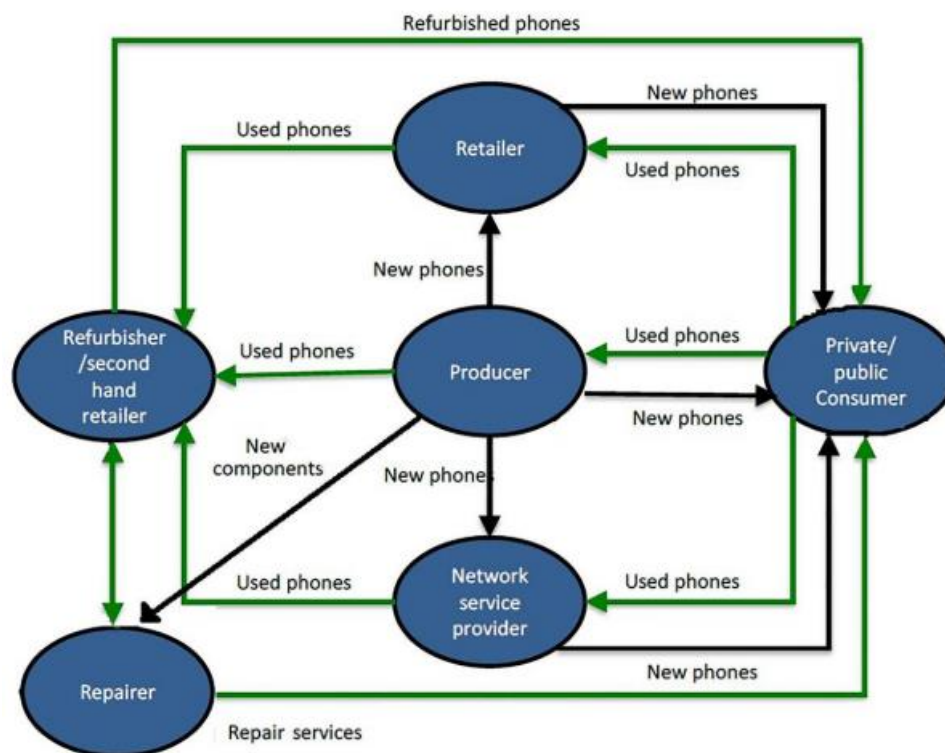 Refurbished phones
New phones
Used phones
Retailer
Used phones
New phones
Refurbisher
/second
hand
retailer
Used phones
Producer
Used phones
Private/
public
Consumer
New phones
New
components
New phones
Used phones
Network
service
provider
Used phones
Repairer
New phones
Repair services